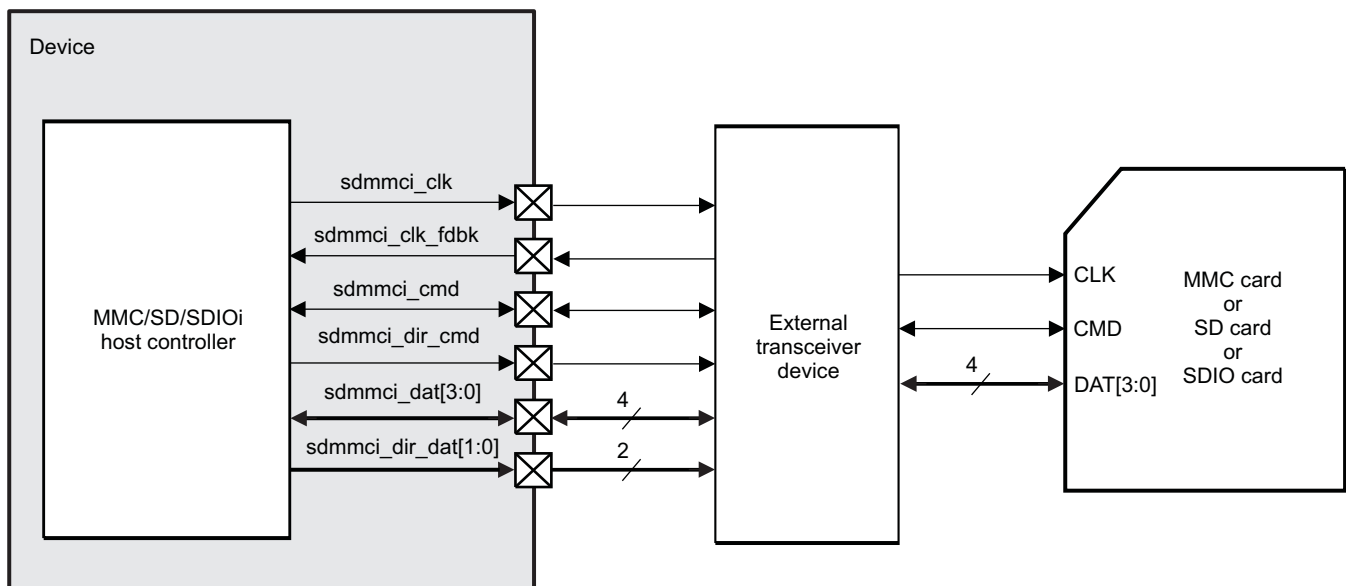 Device
MMC/SD/SDIOi
host controller
sdmmci_clk
sdmmci_clk_fdbk
sdmmci_cmd
sdmmci_dir_cmd
sdmmci_dat[3:0]
sdmmci_dir_dat[1:0]
4
2
External
transceiver
device
4
CLK
CMD
DAT[3:0]
MMC card
or
SD card
or
SDIO card